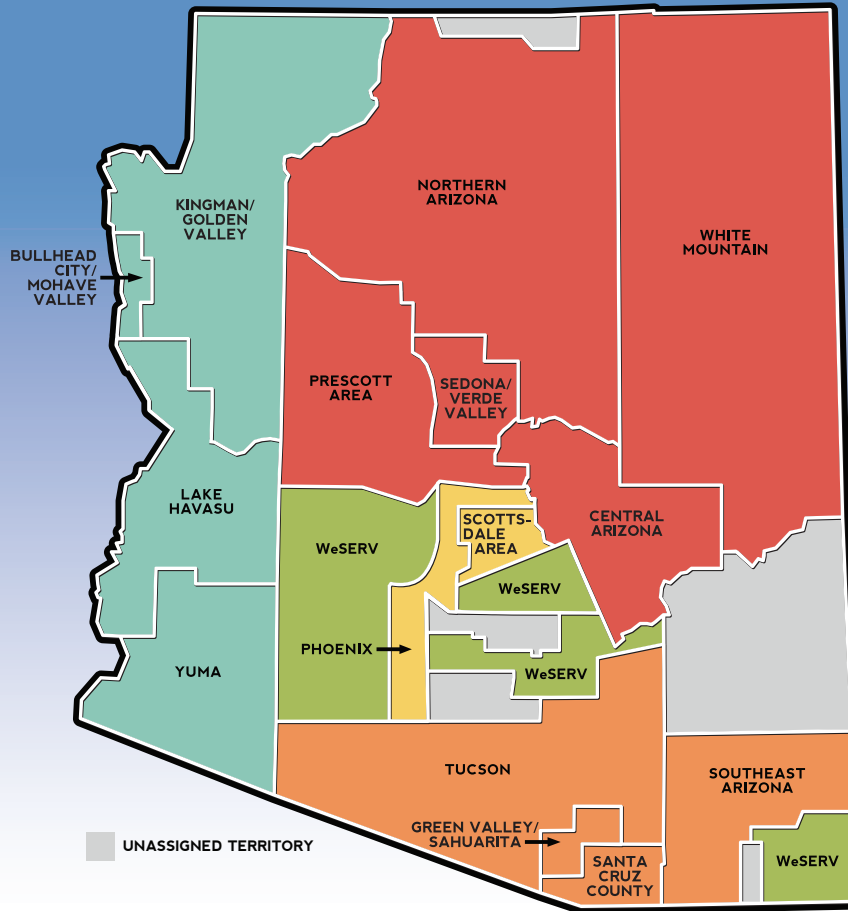 NORTHERN
ARIZONA
KINGMAN/
GOLDEN
VALLEY
WHITE
MOUNTAIN
BULLHEAD
CITY/
MOHAVE
VALLEY
PRESCOTT
AREA
SEDONA/
VERDE
VALLEY
LAKE
HAVASU
SCOTTS-
DALE
AREA
CENTRAL
ARIZONA
WeSERV
WeSERV
PHOENIX
YUMA
WeSERV
TUCSON
SOUTHEAST
ARIZONA
GREEN VALLEY/
SAHUARITA
UNASSIGNED TERRITORY
SANTA
CRUZ
COUNTY
WeSERV